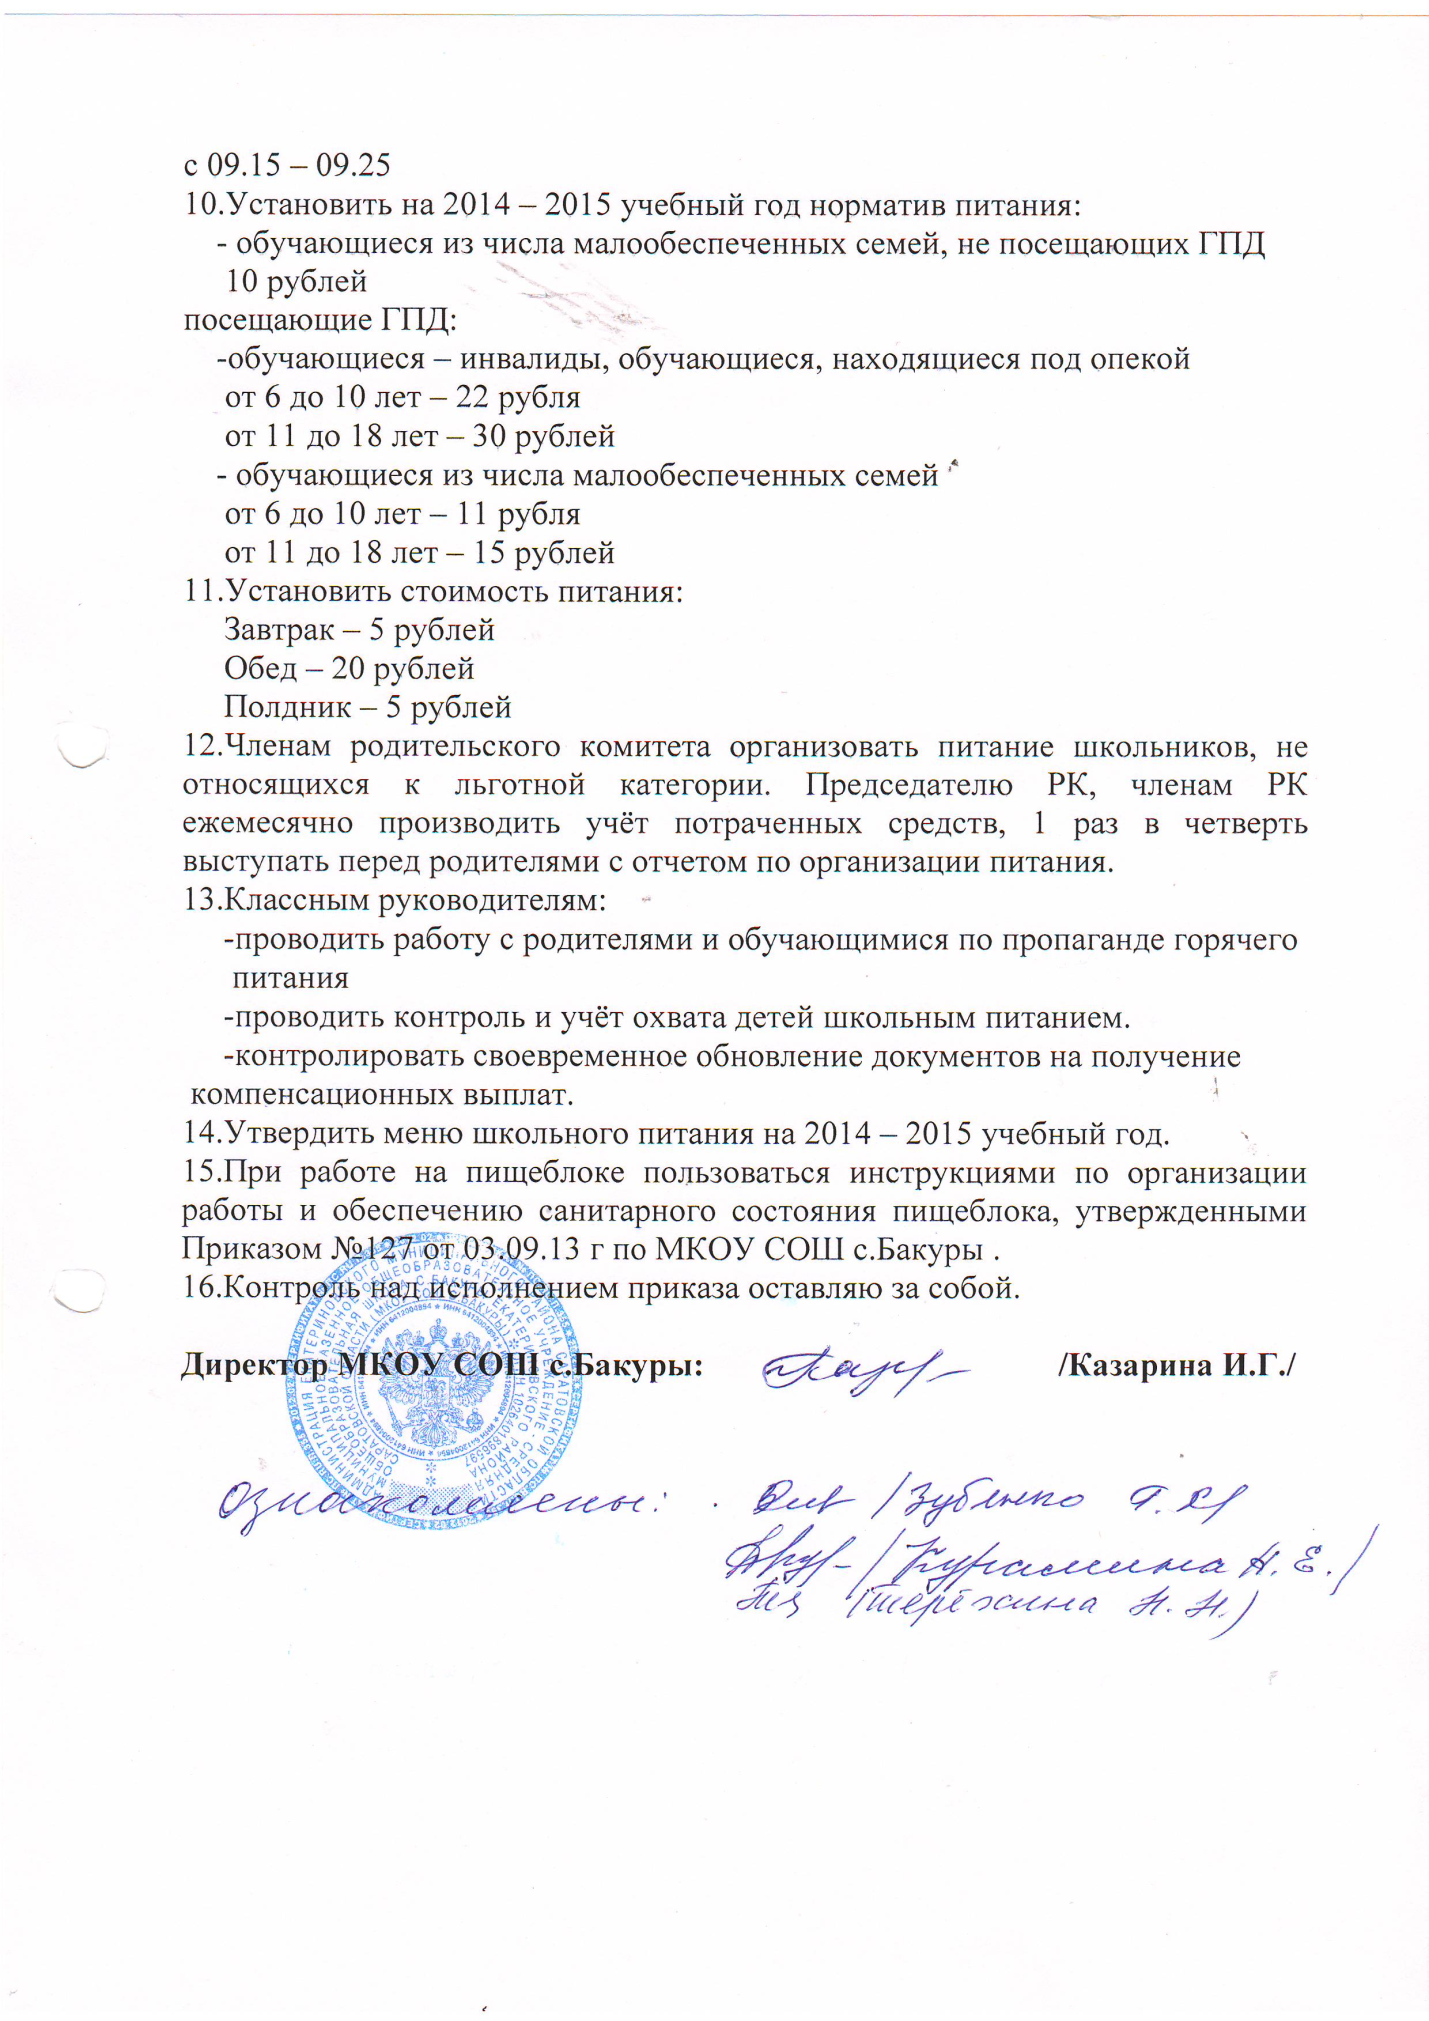 с 09.15 – 09.25
10.Установить на 2014 – 2015 учебный год норматив питания:
- обучающиеся из числа малообеспеченных семей, не посещающих ГПД
10 рублей
посещающие ГПД:
-обучающиеся – инвалиды, обучающиеся, находящиеся под опекой
от 6 до 10 лет – 22 рубля
от 11 до 18 лет – 30 рублей
- обучающиеся из числа малообеспеченных семей
от 6 до 10 лет – 11 рубля
от 11 до 18 лет – 15 рублей
11.Установить стоимость питания:
Завтрак – 5 рублей
Обед – 20 рублей
Полдник – 5 рублей
12.Членам родительского комитета организовать питание школьников, не
относящихся к льготной категории. Председателю РК, членам РК
ежемесячно производить учёт потраченных средств, 1 раз в четверть
выступать перед родителями с отчетом по организации питания.
13.Классным руководителям:
-проводить работу с родителями и обучающимися по пропаганде горячего
питания
-проводить контроль и учёт охвата детей школьным питанием.
-контролировать своевременное обновление документов на получение
компенсационных выплат.
14.Утвердить меню школьного питания на 2014 – 2015 учебный год.
15.При работе на пищеблоке пользоваться инструкциями по организации
работы и обеспечению санитарного состояния пищеблока, утвержденными
Приказом №127 от 03.09.13 г по МКОУ СОШ с.Бакуры .
16.Контроль над исполнением приказа оставляю за собой.
Директор МКОУ СОШ с.Бакуры: /Казарина И.Г./
Ознакомлены: /Зубенко Г.
/Курамшина Н.Е./
(Терёхина Н.Н.)